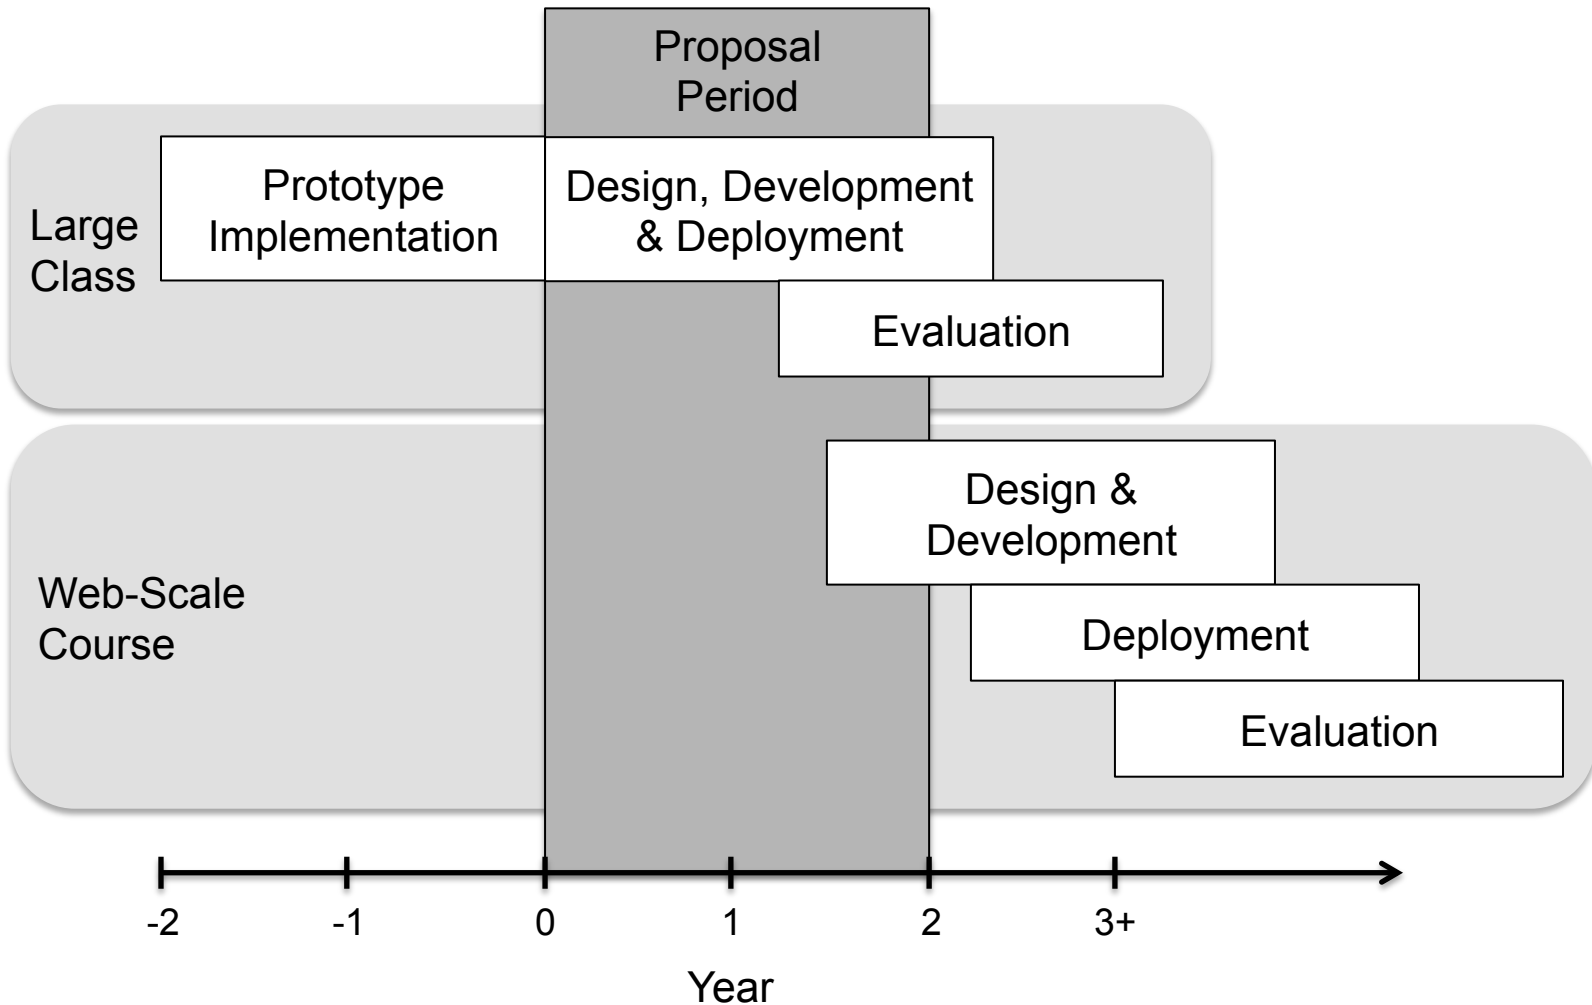 Proposal
Period
Large
Class
Prototype
Implementation
Design, Development
& Deployment
Evaluation
Web-Scale
Course
Design &
Development
Deployment
Evaluation
-2 -1 0 1 2 3+
Year